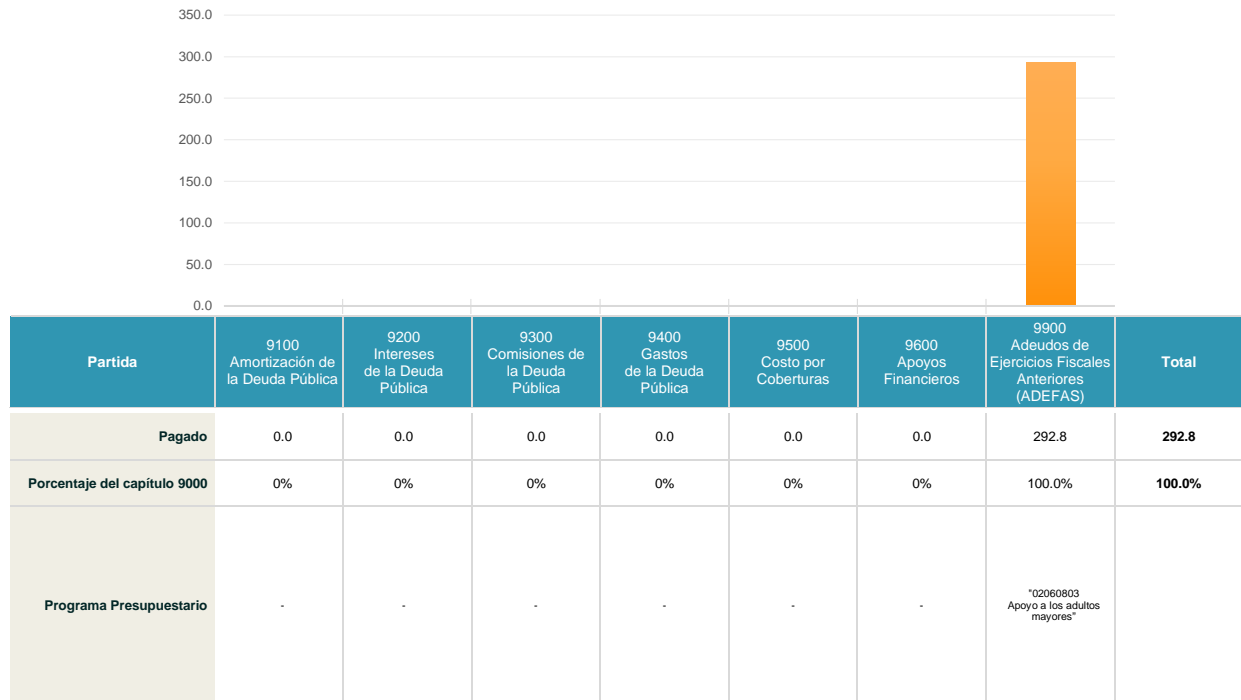 350.0
300.0
250.0
200.0
150.0
100.0
50.0
0.0
Partida
9100
Amortización de
la Deuda Pública
9200
Intereses
de la Deuda
Pública
9300
Comisiones de
la Deuda
Pública
9400
Gastos
de la Deuda
Pública
9500
Costo por
Coberturas
9600
Apoyos
Financieros
9900
Adeudos de
Ejercicios Fiscales
Anteriores
(ADEFAS)
Total
Pagado
0.0
0.0
0.0
0.0
0.0
0.0
292.8
292.8
Porcentaje del capítulo 9000
0%
0%
0%
0%
0%
0%
100.0%
100.0%
Programa Presupuestario
-
-
-
-
-
-
"02060803
Apoyo a los adultos
mayores"